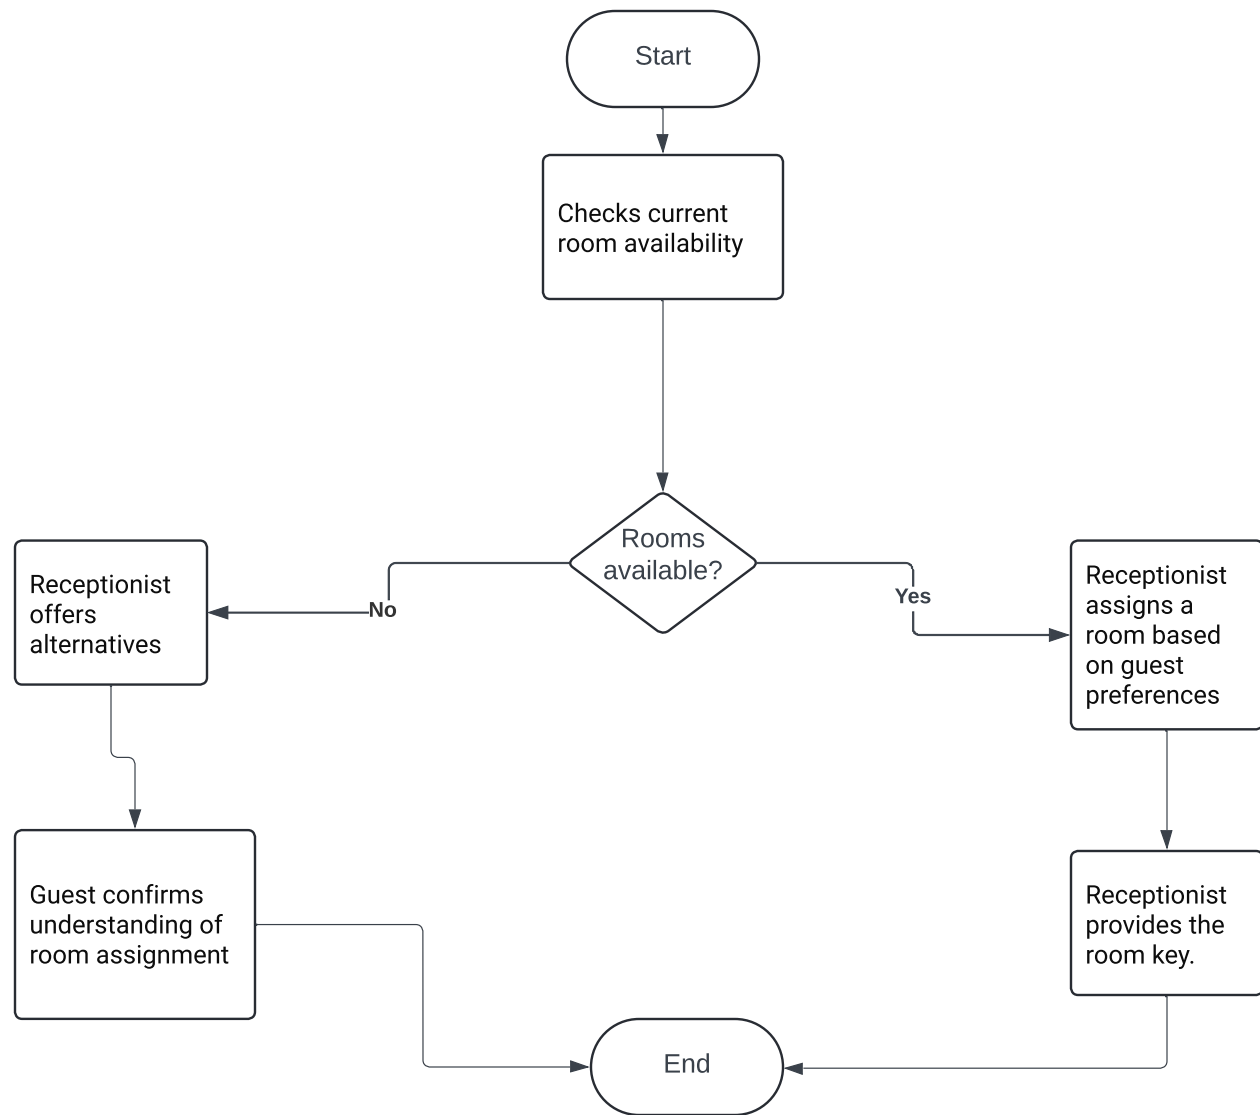 Start
Checks current
room availability
Rooms
available?
No
Yes
Receptionist
offers
alternatives
Receptionist
assigns a
room based
on guest
preferences
Guest confirms
understanding of
room assignment
Receptionist
provides the
room key.
End